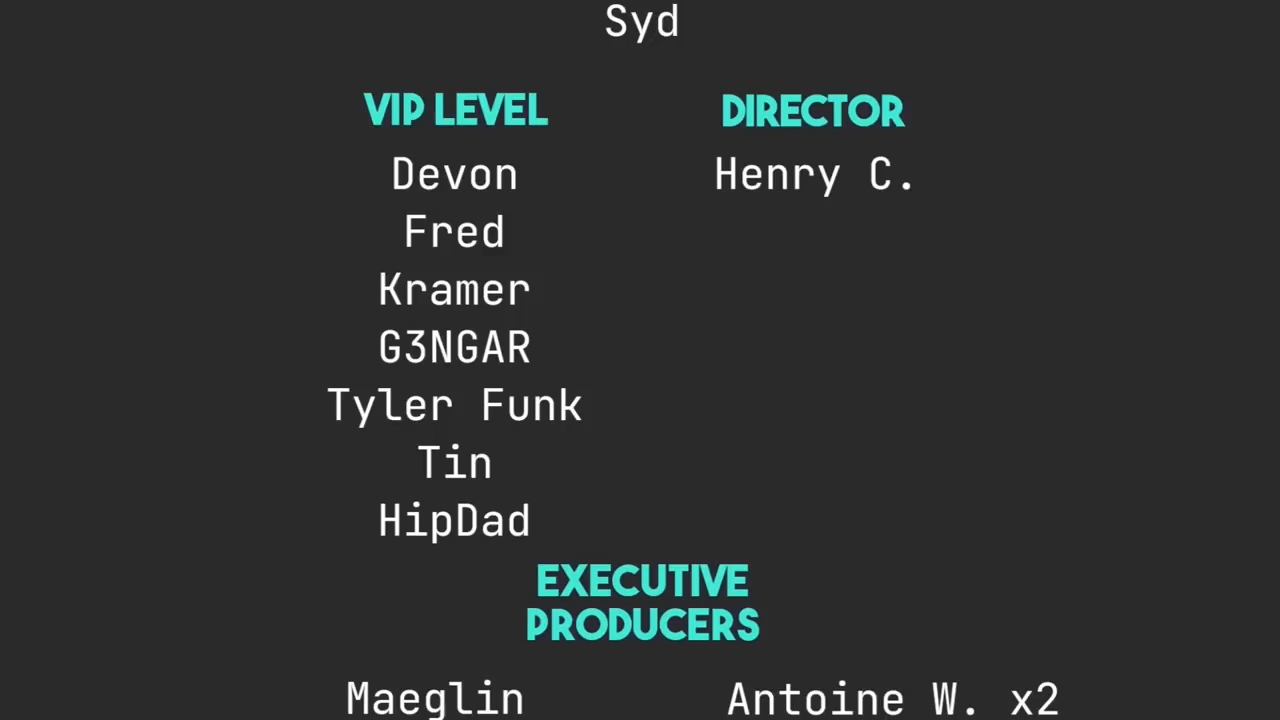 Syd
VIP LEVEL
Devon
Fred
Kramer
G3NGAR
Tyler Funk
Tin
HipDad
DIRECTOR
Henry C.
EXECUTIVE
PRODUCERS
Maeglin
Antoine W. x2